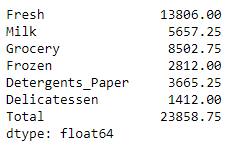 Fresh 13806.00
Milk 5657.25
Grocery 8502.75
Frozen 2812.00
Detergents_Paper 3665.25
Delicatessen 1412.00
Total 23858.75
dtype: float64